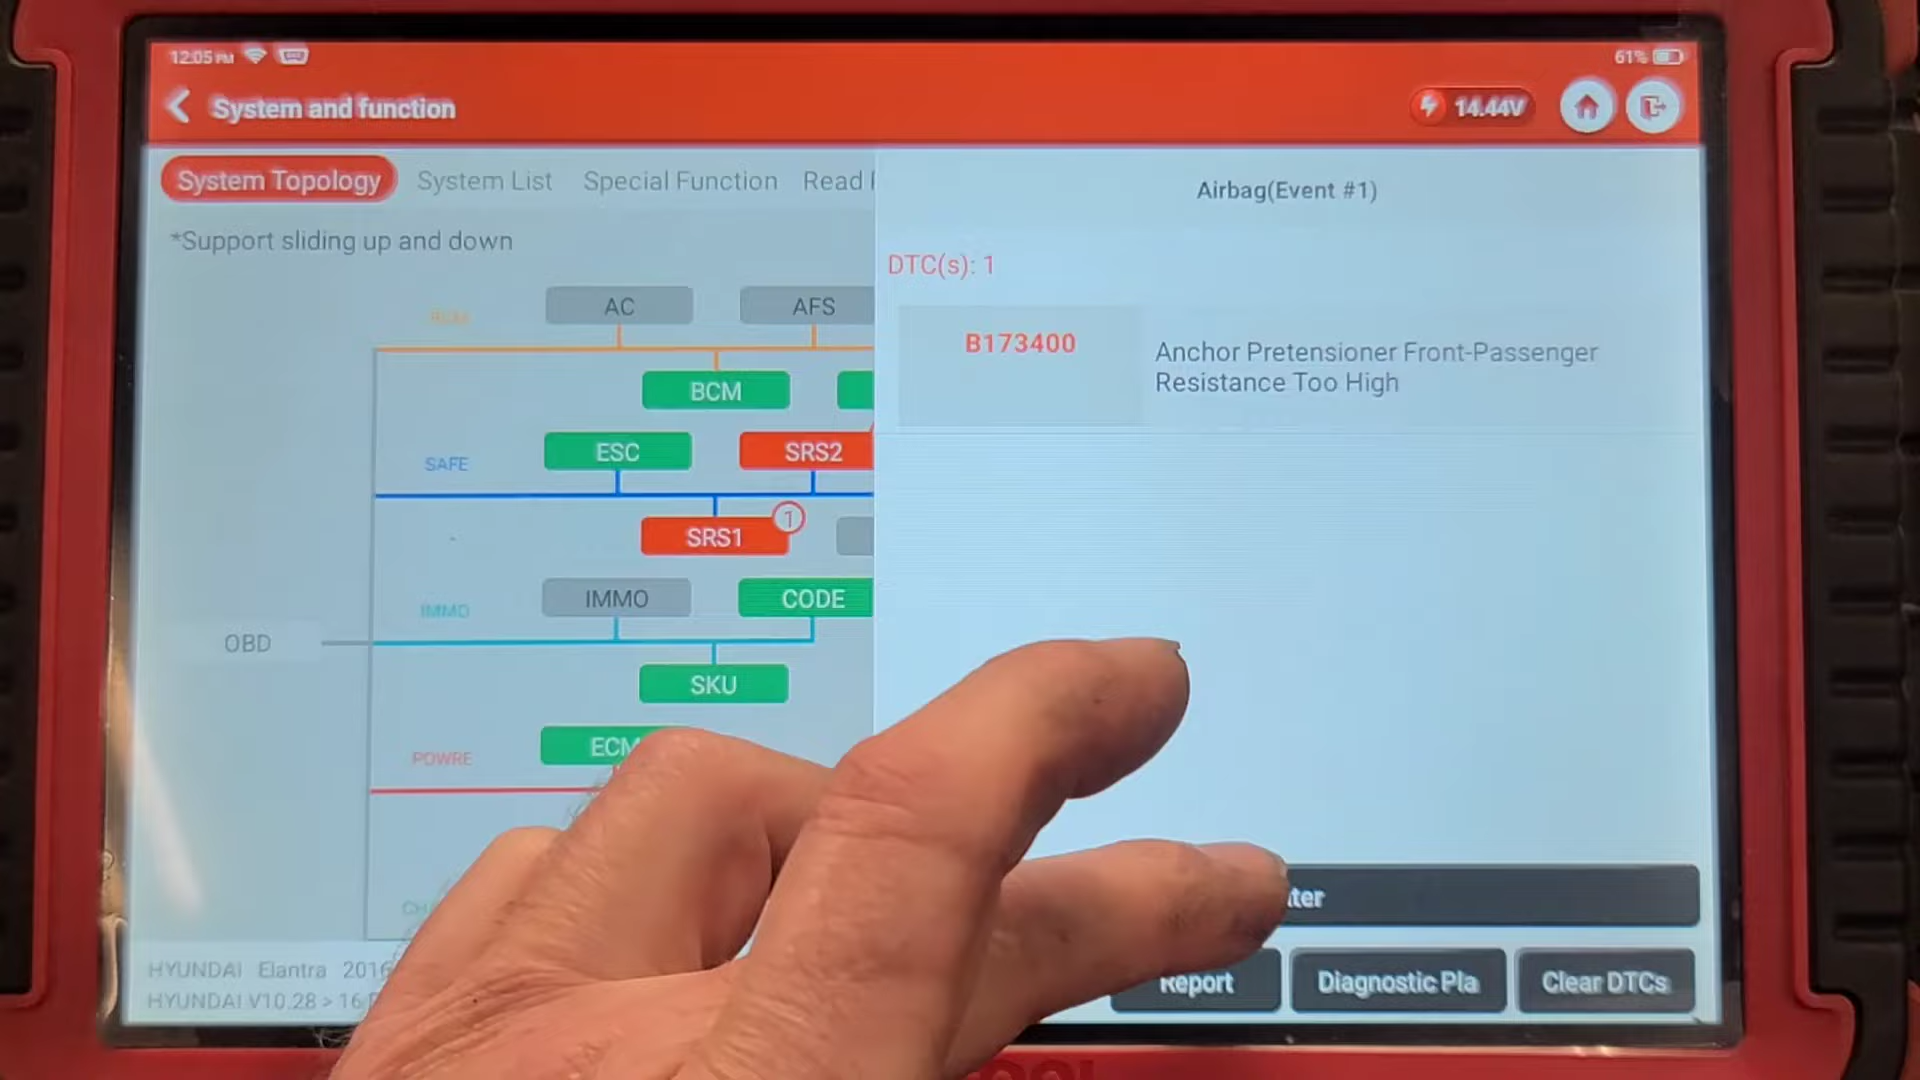 12:05 PM
61%
System and function
14.44V
System Topology
System List
Special Function
Read
*Support sliding up and down
AC
AFS
BCM
ESC
SRS2
SAFE
1
SRS1
IMMO
CODE
IMMO
OBD
SKU
ECM
POWRE
HYUNDAI Elantra 2016
HYUNDAI V10.28 > 16
Airbag(Event #1)
DTC(s): 1
B173400
Anchor Pretensioner Front-Passenger
Resistance Too High
Report
Diagnostic Pla
Clear DTCs